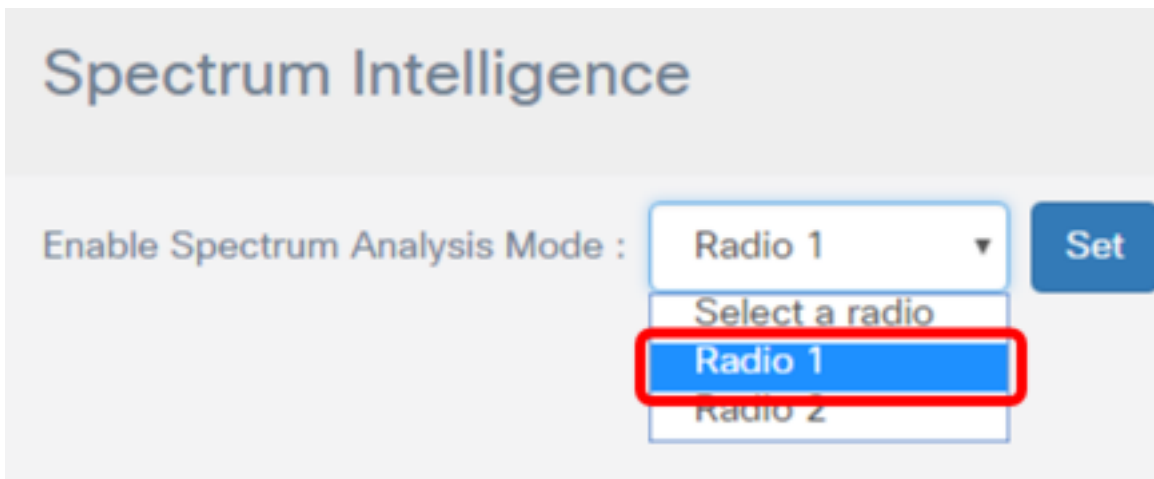 Spectrum Intelligence
Enable Spectrum Analysis Mode : Radio 1 Set
Select a radio
Radio 1
Radio 2